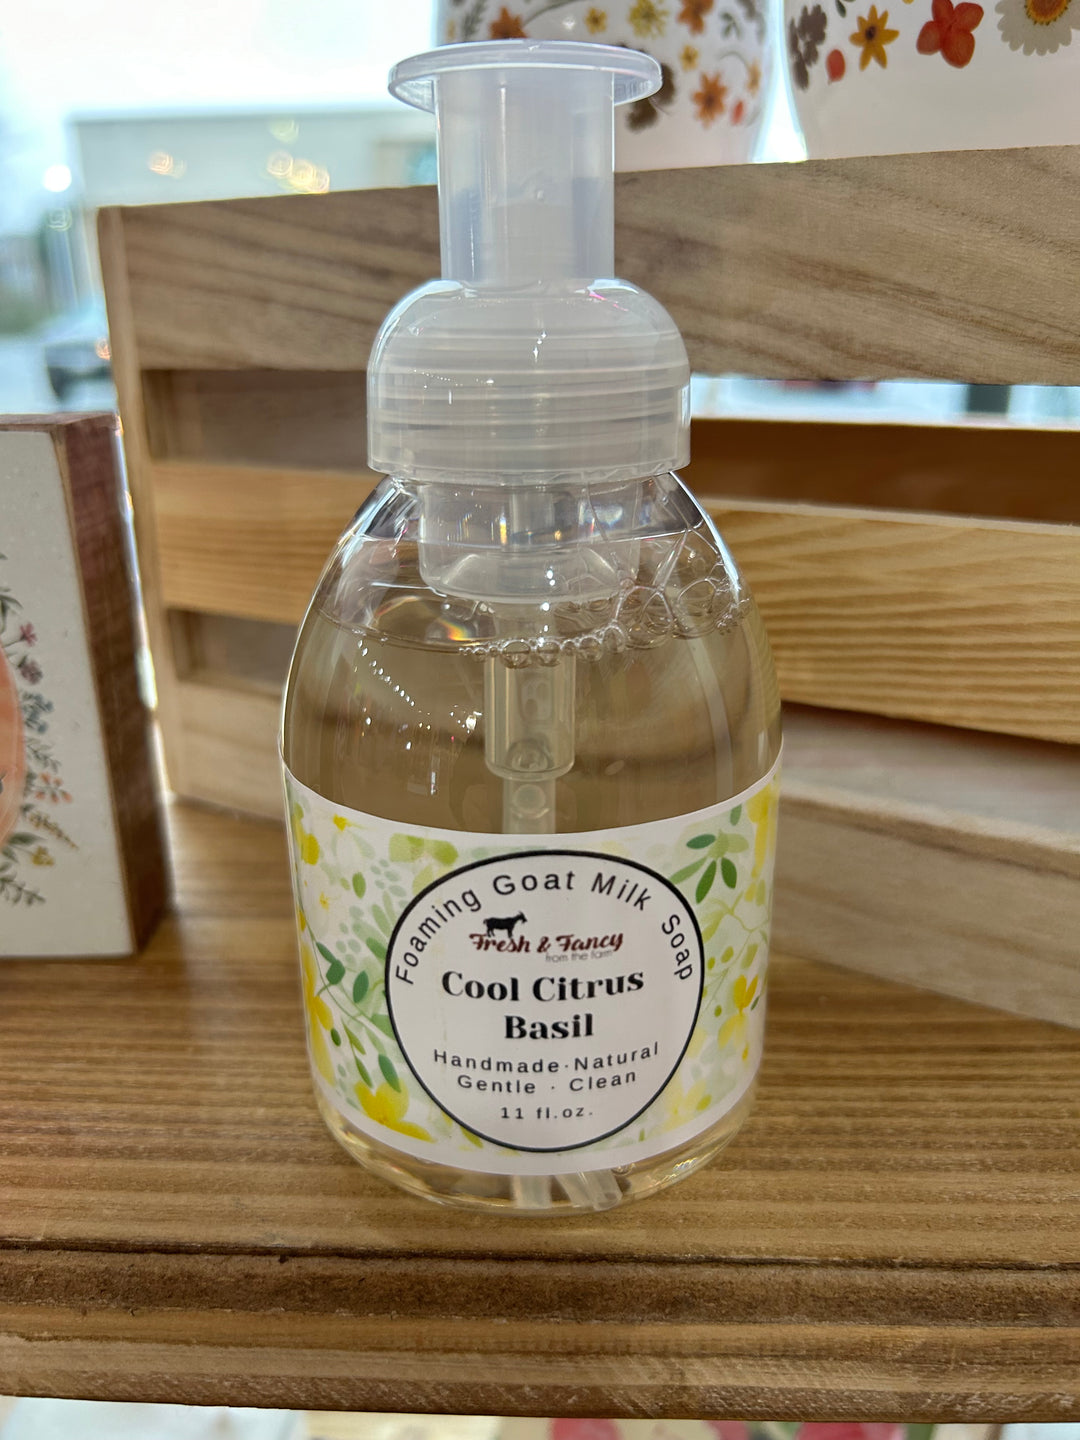 Foaming Goat Milk Soap
Fresh & Fancy
from the farm
Cool Citrus
Basil
Handmade·Natural
Gentle · Clean
11 fl.oz.